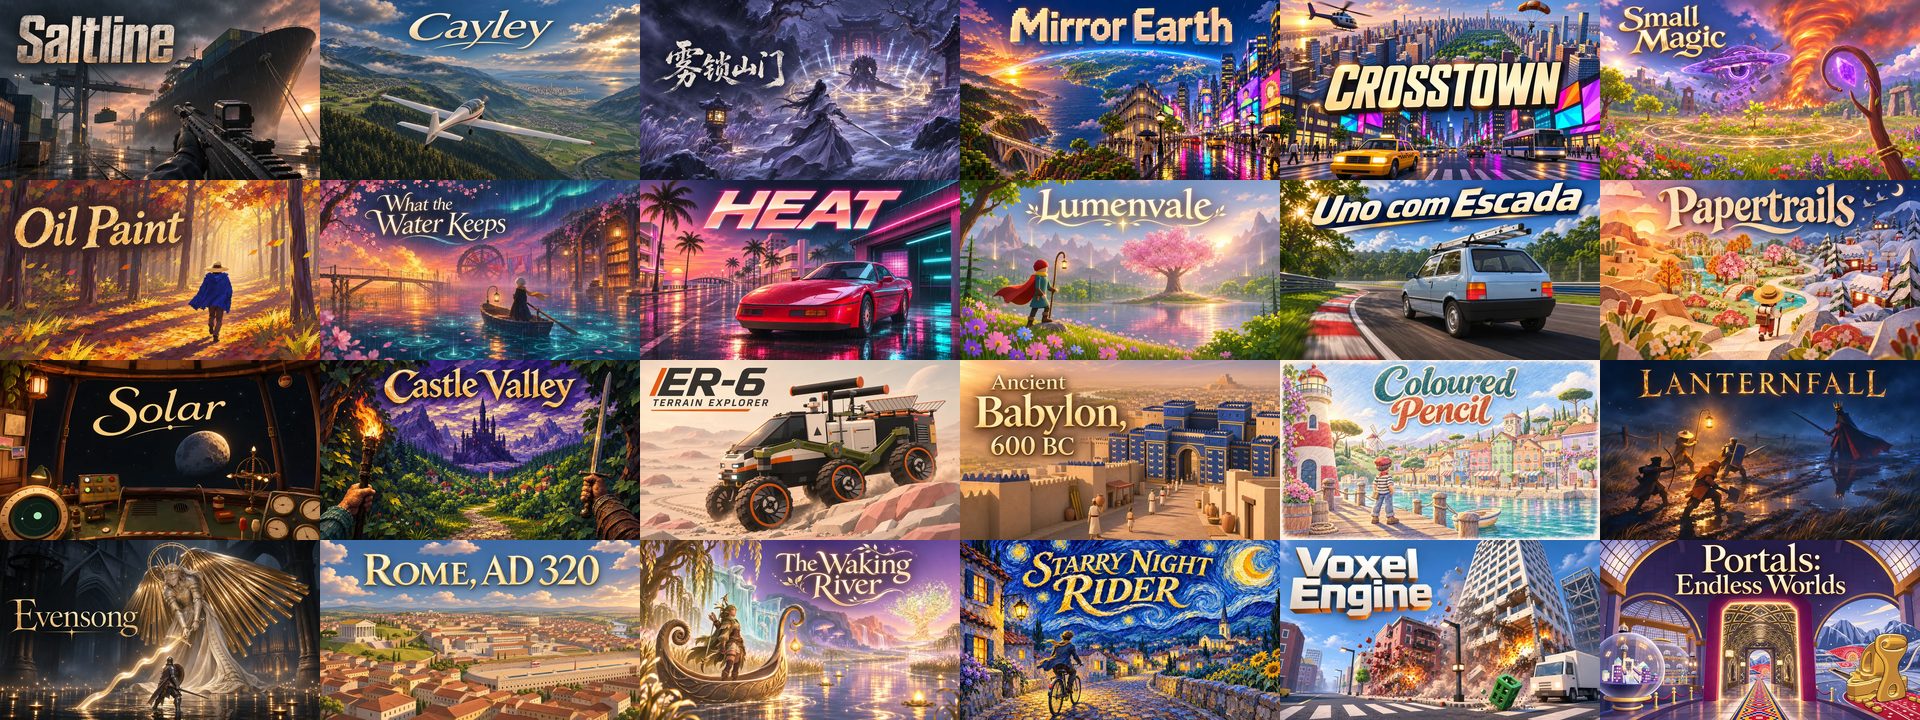 Saltline
Cayley
雾锁山门
Mirror Earth
CROSSTOWN
Small
Magic
Oil Paint
What the
Water Keeps
HEAT
Lumenvale
Uno com Escada
Papertrails
Solar
Castle Valley
ER-6
TERRAIN EXPLORER
Ancient
Babylon,
600 BC
Coloured
Pencil
LANTERNFALL
Evensong
ROME, AD 320
The Waking
River
STARRY NIGHT
RIDER
Voxel
Engine
Portals:
Endless Worlds